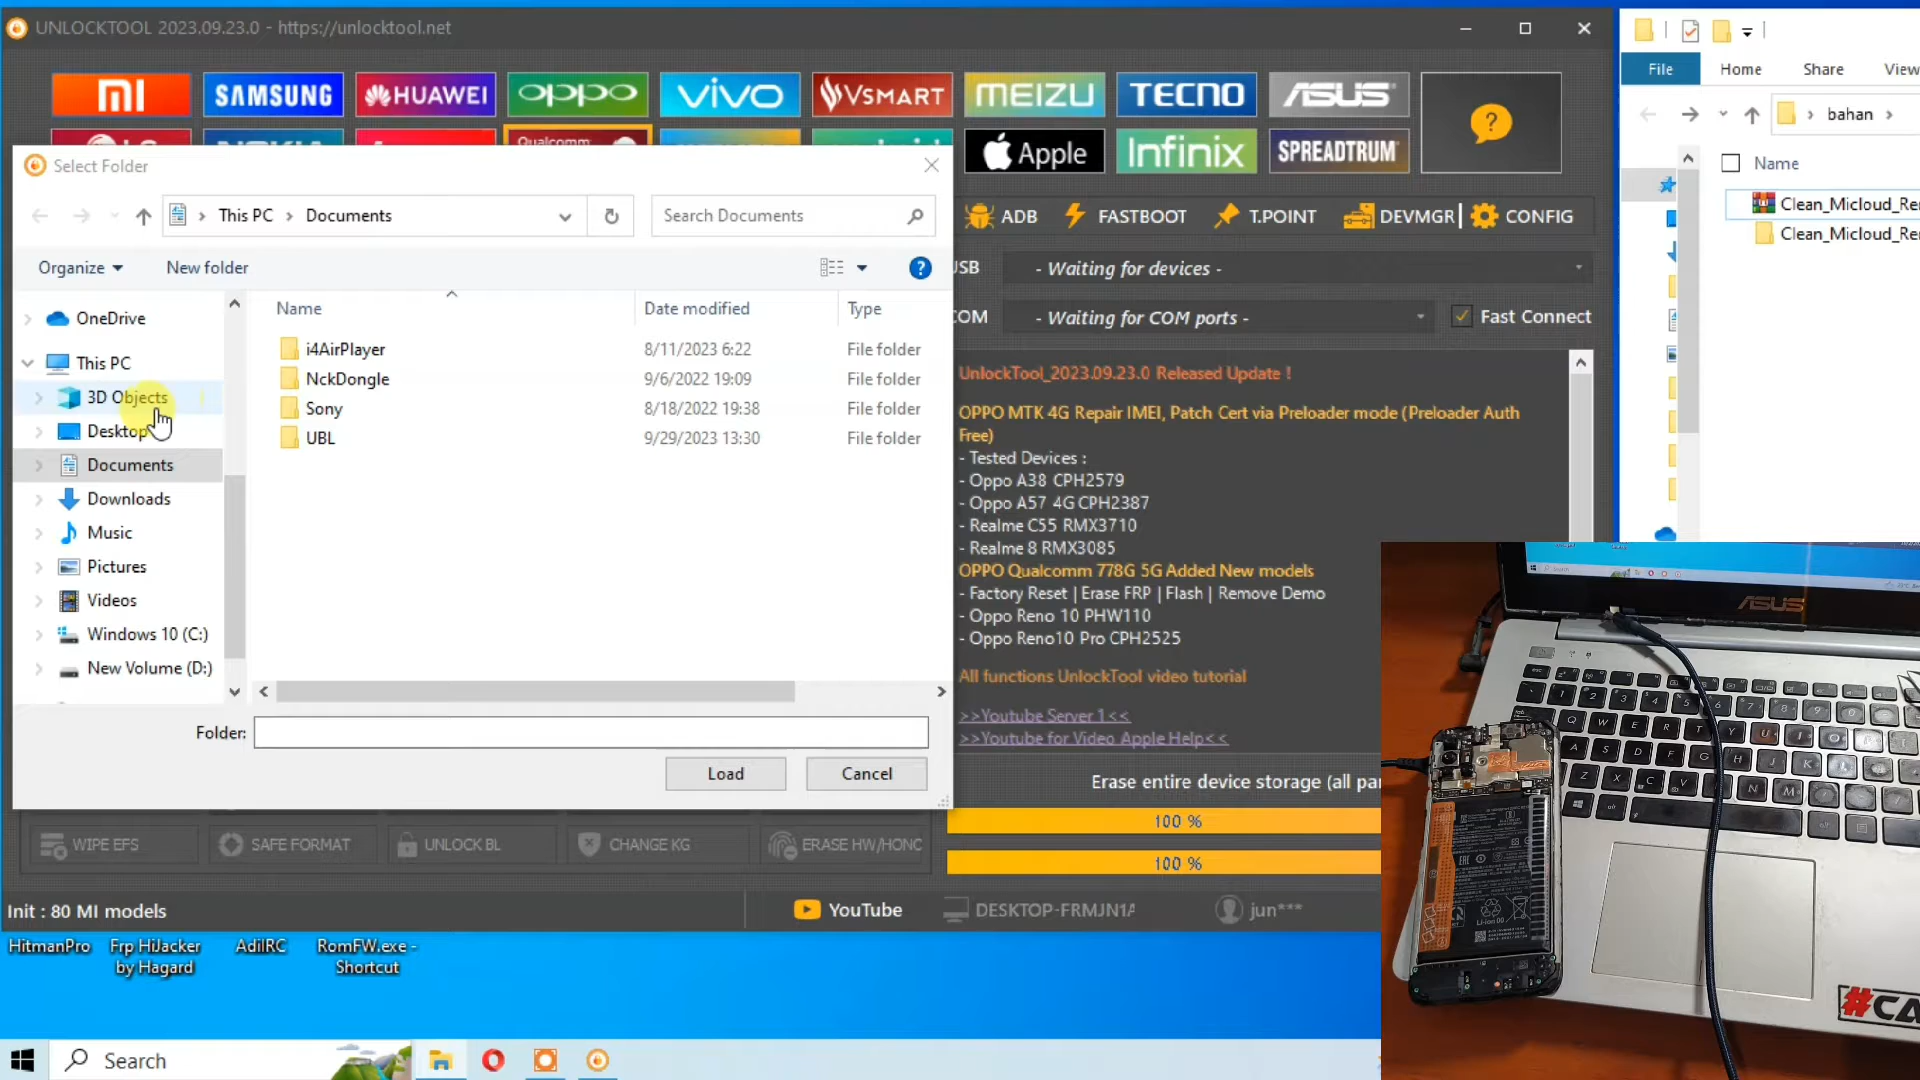 UNLOCKTOOL 2023.09.23.0 - https://unlocktool.net
mi SAMSUNG HUAWEI oppo vivo VSMART MEIZU TECNO ASUS
Qualcomm
Apple Infinix SPREADTRUM
?
ADB FASTBOOT T.POINT DEVMGR CONFIG
- Waiting for devices -
- Waiting for COM ports -
Fast Connect
UnlockTool_2023.09.23.0 Released Update !
OPPO MTK 4G Repair IMEI, Patch Cert via Preloader mode (Preloader Auth
Free)
- Tested Devices :
- Oppo A38 CPH2579
- Oppo A57 4G CPH2387
- Realme C55 RMX3710
- Realme 8 RMX3085
OPPO Qualcomm 778G 5G Added New models
- Factory Reset | Erase FRP | Flash | Remove Demo
- Oppo Reno 10 PHW110
- Oppo Reno10 Pro CPH2525
All functions UnlockTool video tutorial
>>Youtube Server 1<<
>>Youtube for Video Apple Help<<
Erase entire device storage (all pa
100 %
100 %
Select Folder
This PC > Documents
Search Documents
Organize New folder
?
Name Date modified Type
i4AirPlayer 8/11/2023 6:22 File folder
NckDongle 9/6/2022 19:09 File folder
Sony 8/18/2022 19:38 File folder
UBL 9/29/2023 13:30 File folder
OneDrive
This PC
3D Objects
Desktop
Documents
Downloads
Music
Pictures
Videos
Windows 10 (C:)
New Volume (D:)
Folder:
Load Cancel
WIPE EFS SAFE FORMAT UNLOCK BL CHANGE KG ERASE HW/HONO
Init : 80 MI models
YouTube
DESKTOP-FRMJN1A
jun***
HitmanPro
Frp HiJacker
by Hagard
AdiIRC
RomFW.exe -
Shortcut
Search
File Home Share View
bahan
Name
Clean_Micloud_Re
Clean_Micloud_Re
ASUS
#CA